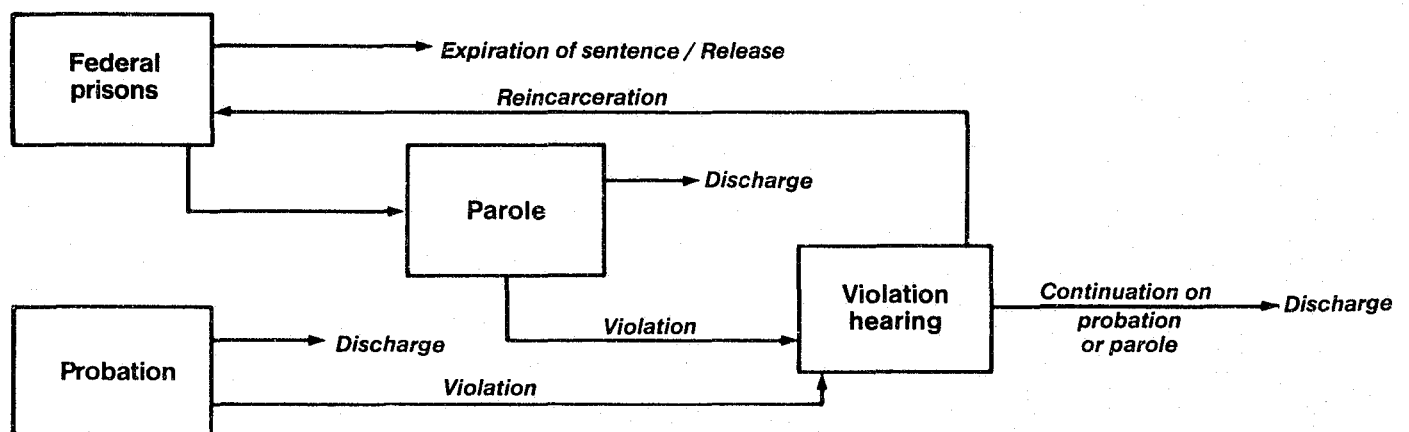 Federal
prisons
Expiration of sentence / Release
Reincarceration
Parole
Discharge
Violation
hearing
Continuation on
probation
or parole
Discharge
Violation
Probation
Discharge
Violation